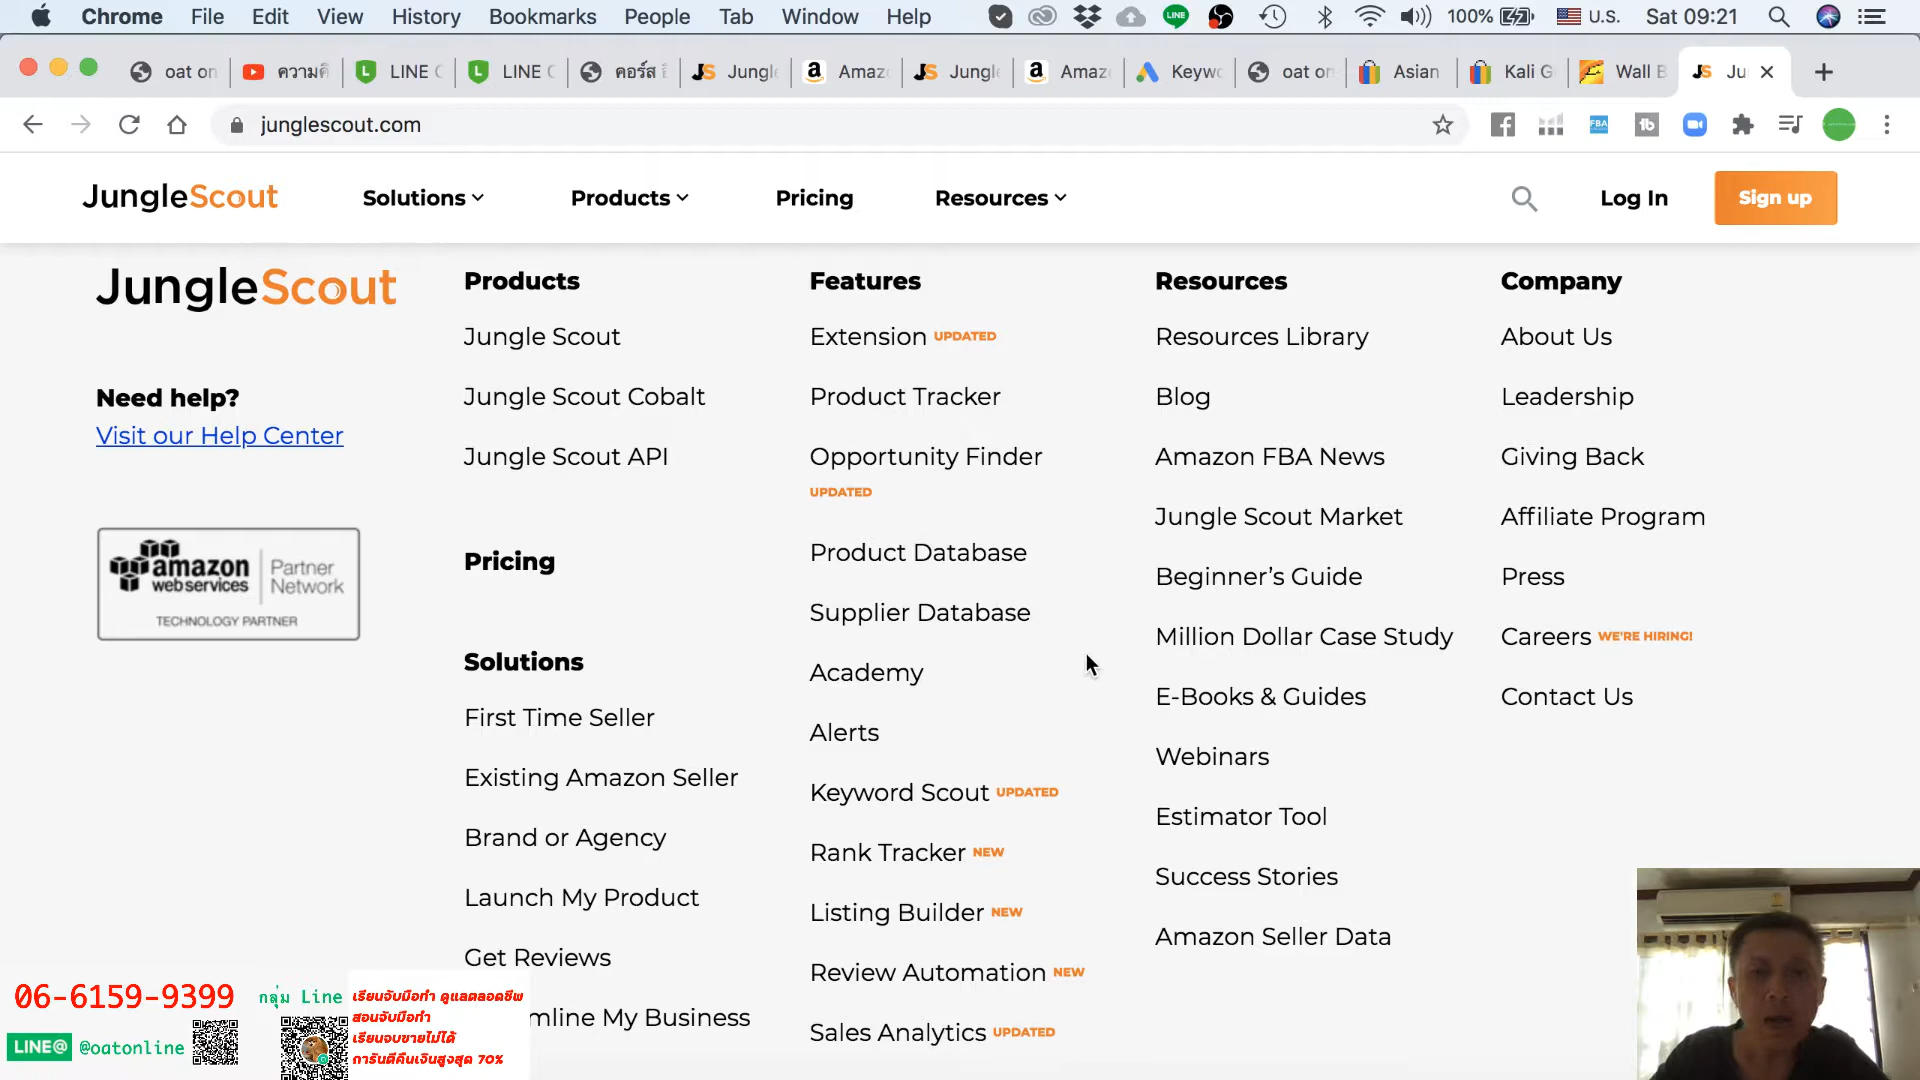 Chrome File Edit View History Bookmarks People Tab Window Help LINE 100% U.S. Sat 09:21
oat on LINE C LINE C คอร์ส Jungle Amaz Jungle Amaz Keywo oat on Asian Kali G Wall B Ju
junglescout.com
JungleScout Solutions Products Pricing Resources Log In Sign up
JungleScout
Need help?
Visit our Help Center
amazon
webservices
Partner
Network
TECHNOLOGY PARTNER
Products
Jungle Scout
Jungle Scout Cobalt
Jungle Scout API
Pricing
Solutions
First Time Seller
Existing Amazon Seller
Brand or Agency
Launch My Product
Get Reviews
mline My Business
Features
Extension UPDATED
Product Tracker
Opportunity Finder
UPDATED
Product Database
Supplier Database
Academy
Alerts
Keyword Scout UPDATED
Rank Tracker NEW
Listing Builder NEW
Review Automation NEW
Sales Analytics UPDATED
Resources
Resources Library
Blog
Amazon FBA News
Jungle Scout Market
Beginner's Guide
Million Dollar Case Study
E-Books & Guides
Webinars
Estimator Tool
Success Stories
Amazon Seller Data
Company
About Us
Leadership
Giving Back
Affiliate Program
Press
Careers WE'RE HIRING!
Contact Us
06-6159-9399
LINE@ @oatonline
กลุ่ม Line
เรียนจับมือทำ ดูแลตลอดชีพ
สอนจับมือทำ
เรียนจบขายไม่ได้
การันตีคืนเงินสูงสุด 70%